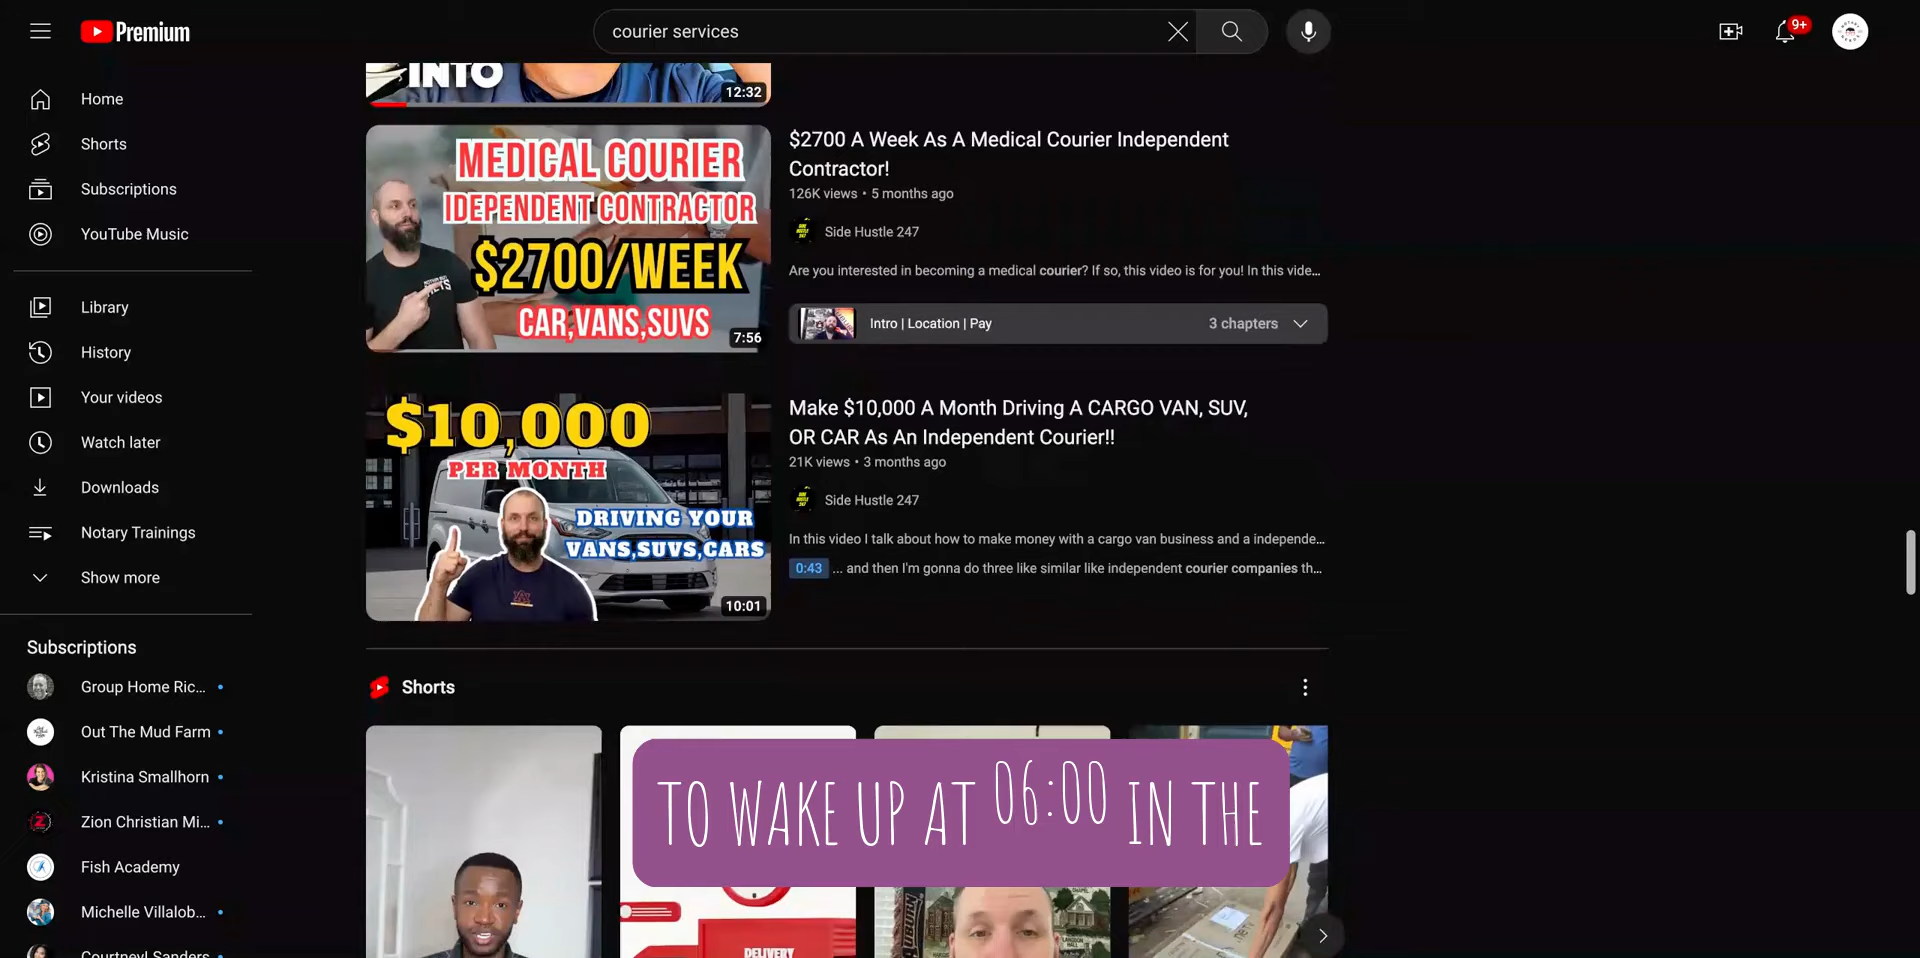 Premium
courier services
9+
Home
Shorts
Subscriptions
YouTube Music
Library
History
Your videos
Watch later
Downloads
Notary Trainings
Show more
Subscriptions
Group Home Ric...
Out The Mud Farm
Kristina Smallhorn
Zion Christian Mi...
Fish Academy
Michelle Villalob...
Courtneyl Sanders
INTO
12:32
MEDICAL COURIER
IDEPENDENT CONTRACTOR
$2700/WEEK
CAR,VANS,SUVS
7:56
$2700 A Week As A Medical Courier Independent
Contractor!
126K views • 5 months ago
Side Hustle 247
Are you interested in becoming a medical courier? If so, this video is for you! In this vide...
Intro | Location | Pay
3 chapters
$10,000
PER MONTH
DRIVING YOUR
VANS,SUVS,CARS
10:01
Make $10,000 A Month Driving A CARGO VAN, SUV,
OR CAR As An Independent Courier!!
21K views • 3 months ago
Side Hustle 247
In this video I talk about how to make money with a cargo van business and a independe...
0:43 ... and then I'm gonna do three like similar like independent courier companies th...
Shorts
TO WAKE UP AT 06:00 IN THE
DELIVERY